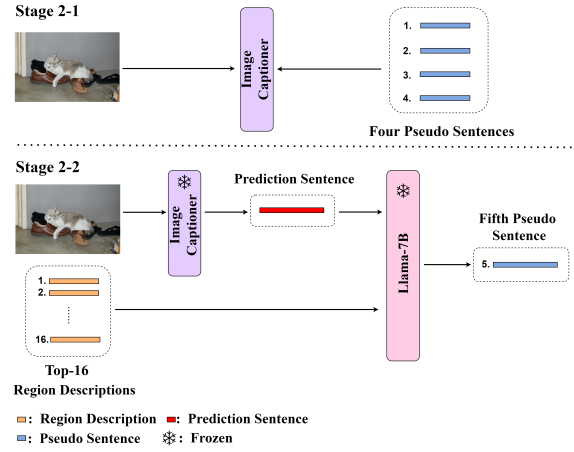 Stage 2-1
Image
Captioner
1.
2.
3.
4.
Four Pseudo Sentences
Stage 2-2
Image
Captioner
Prediction Sentence
Llama-7B
Fifth Pseudo
Sentence
5.
1.
2.
16.
Top-16
Region Descriptions
: Region Description
: Prediction Sentence
: Pseudo Sentence
: Frozen